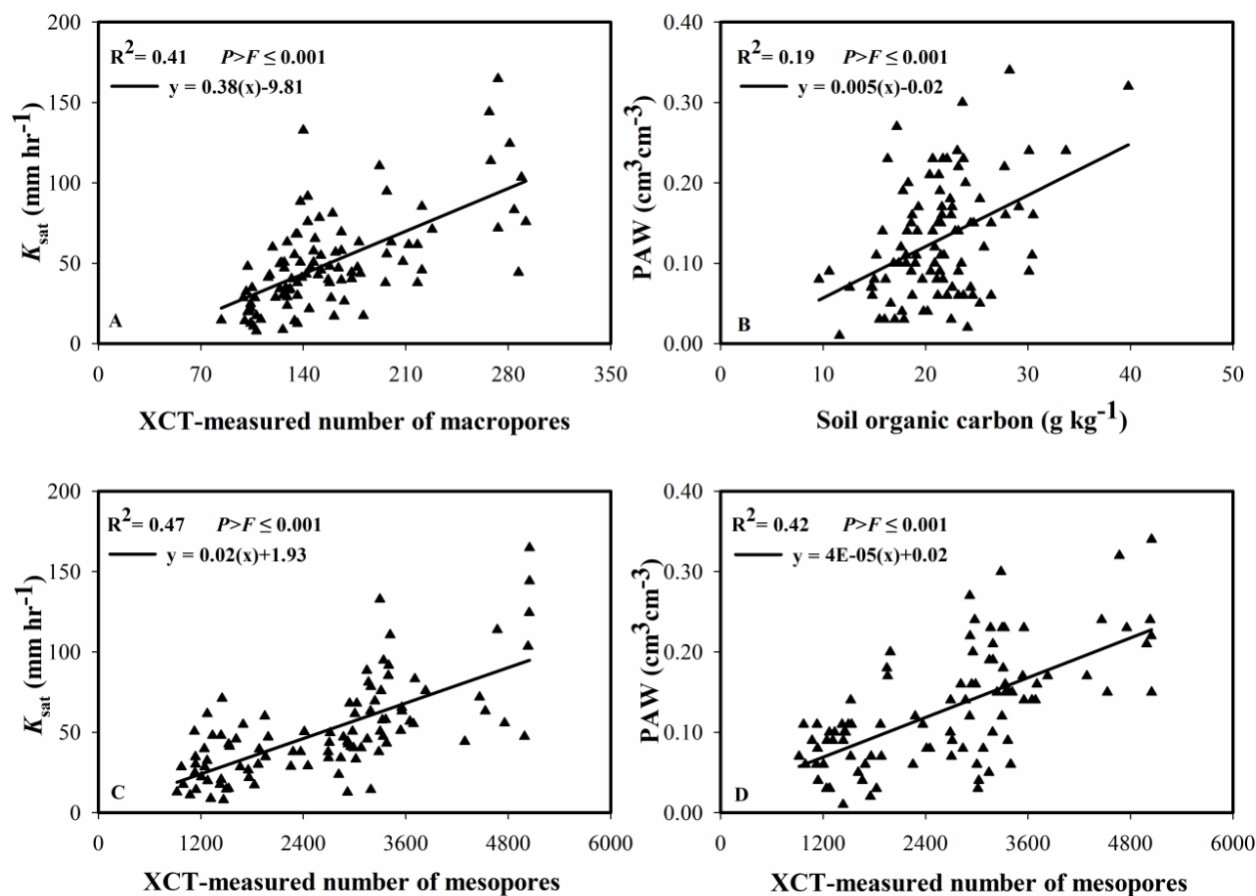 200
R²= 0.41 P>F ≤ 0.001
y = 0.38(x)-9.81
150
100
50
0
Ksat (mm hr⁻¹)
A
0 70 140 210 280 350
XCT-measured number of macropores
0.40
R²= 0.19 P>F ≤ 0.001
y = 0.005(x)-0.02
0.30
0.20
0.10
0.00
PAW (cm³cm⁻³)
B
0 10 20 30 40 50
Soil organic carbon (g kg⁻¹)
200
R²= 0.47 P>F ≤ 0.001
y = 0.02(x)+1.93
150
100
50
0
Ksat (mm hr⁻¹)
C
0 1200 2400 3600 4800 6000
XCT-measured number of mesopores
0.40
R²= 0.42 P>F ≤ 0.001
y = 4E-05(x)+0.02
0.30
0.20
0.10
0.00
PAW (cm³cm⁻³)
D
0 1200 2400 3600 4800 6000
XCT-measured number of mesopores